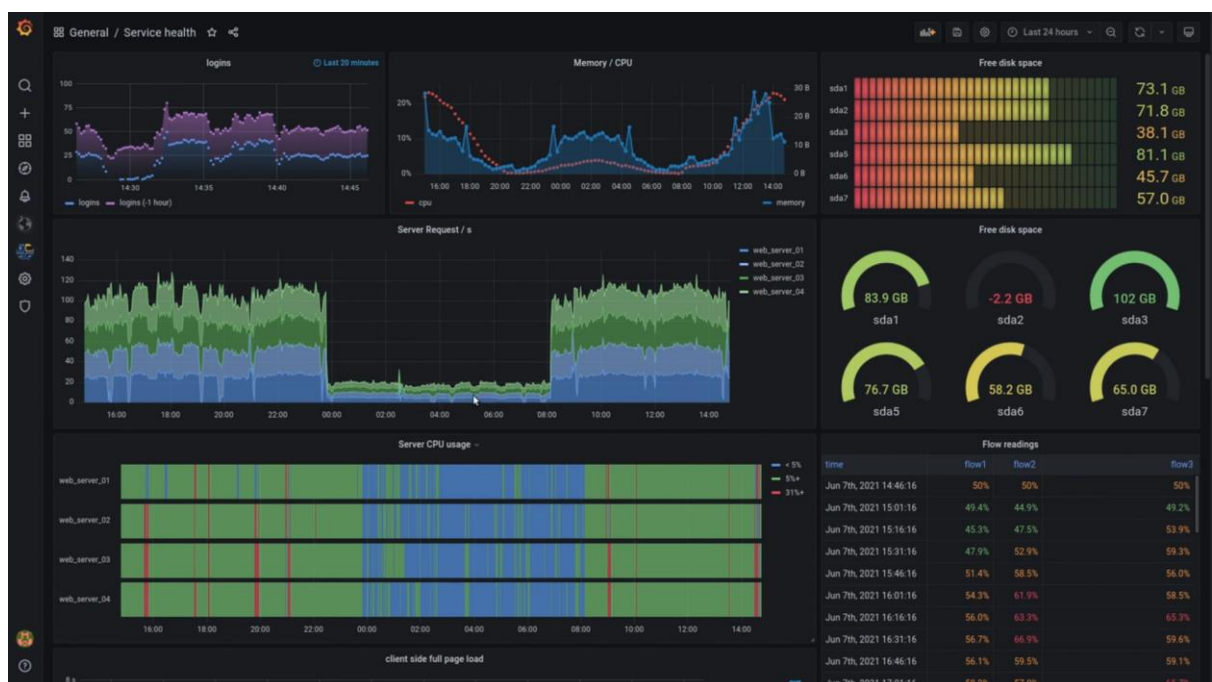 General / Service health
Last 24 hours
logins
Last 20 minutes
100
75
50
25
0
14:30 14:35 14:40 14:45
logins logins (-1 hour)
Memory / CPU
20%
10%
0%
30 B
20 B
10 B
0 B
16:00 18:00 20:00 22:00 00:00 02:00 04:00 06:00 08:00 10:00 12:00 14:00
cpu memory
Free disk space
sda1 73.1 GB
sda2 71.8 GB
sda3 38.1 GB
sda5 81.1 GB
sda6 45.7 GB
sda7 57.0 GB
Server Request / s
140
120
100
80
60
40
20
0
16:00 18:00 20:00 22:00 00:00 02:00 04:00 06:00 08:00 10:00 12:00 14:00
web_server_01
web_server_02
web_server_03
web_server_04
Free disk space
83.9 GB -2.2 GB 102 GB
sda1 sda2 sda3
76.7 GB 58.2 GB 65.0 GB
sda5 sda6 sda7
Server CPU usage
web_server_01
web_server_02
web_server_03
web_server_04
16:00 18:00 20:00 22:00 00:00 02:00 04:00 06:00 08:00 10:00 12:00 14:00
< 5%
5%+
31%+
Flow readings
time flow1 flow2 flow3
Jun 7th, 2021 14:46:16 50% 50% 50%
Jun 7th, 2021 15:01:16 49.4% 44.9% 49.2%
Jun 7th, 2021 15:16:16 45.3% 47.5% 53.9%
Jun 7th, 2021 15:31:16 47.9% 52.9% 59.3%
Jun 7th, 2021 15:46:16 51.4% 58.5% 56.0%
Jun 7th, 2021 16:01:16 54.3% 61.9% 58.5%
Jun 7th, 2021 16:16:16 56.0% 63.3% 65.3%
Jun 7th, 2021 16:31:16 56.7% 66.9% 59.6%
Jun 7th, 2021 16:46:16 56.1% 59.5% 59.1%
client side full page load